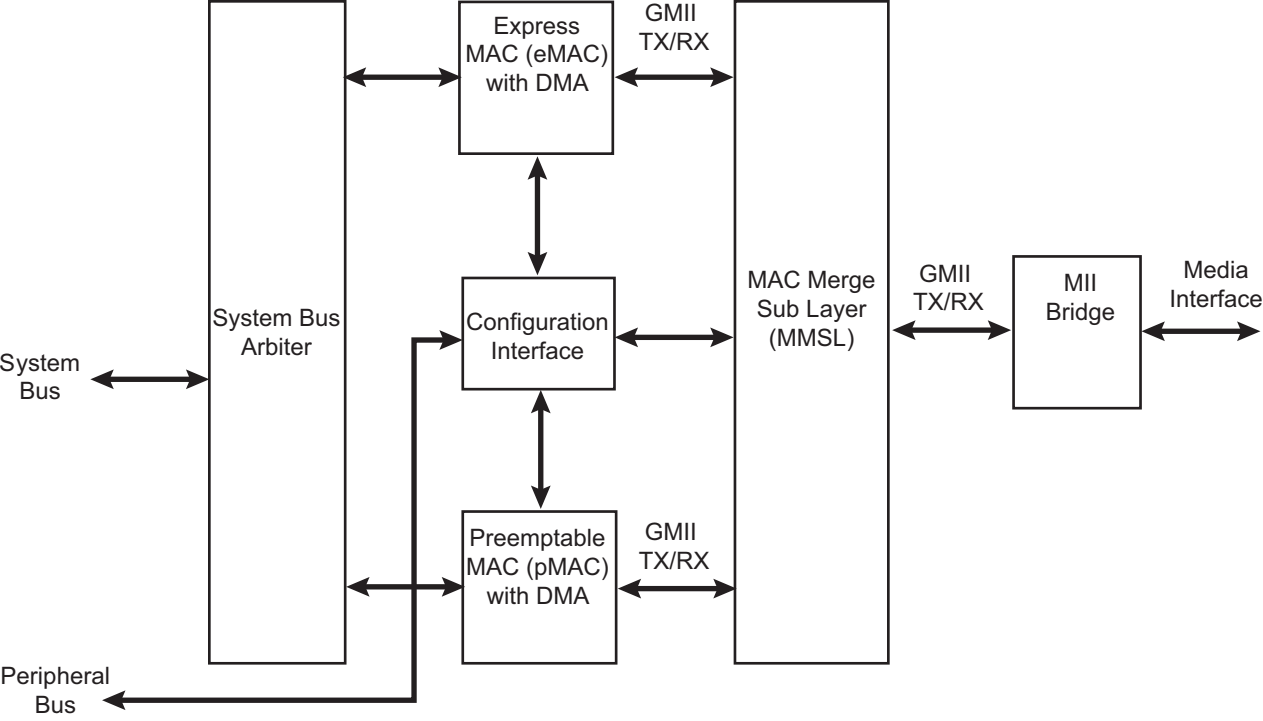 Express
MAC (eMAC)
with DMA
GMII
TX/RX
System Bus
Arbiter
Configuration
Interface
MAC Merge
Sub Layer
(MMSL)
GMII
TX/RX
MII
Bridge
Media
Interface
System
Bus
Preemptable
MAC (pMAC)
with DMA
GMII
TX/RX
Peripheral
Bus